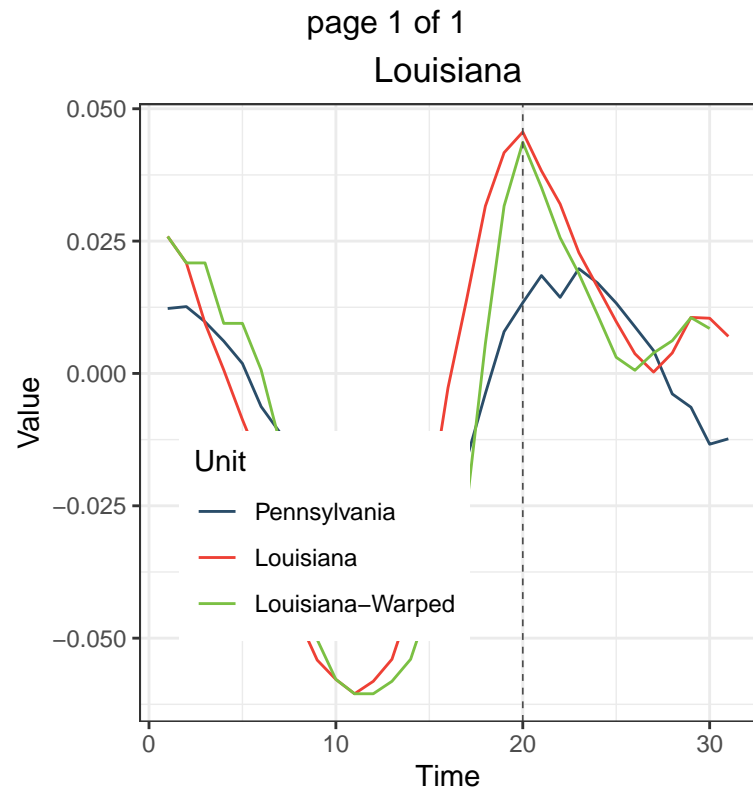 page 1 of 1
Louisiana
0.050
0.025
0.000
−0.025
−0.050
Value
Unit
Pennsylvania
Louisiana
Louisiana−Warped
0 10 20 30
Time